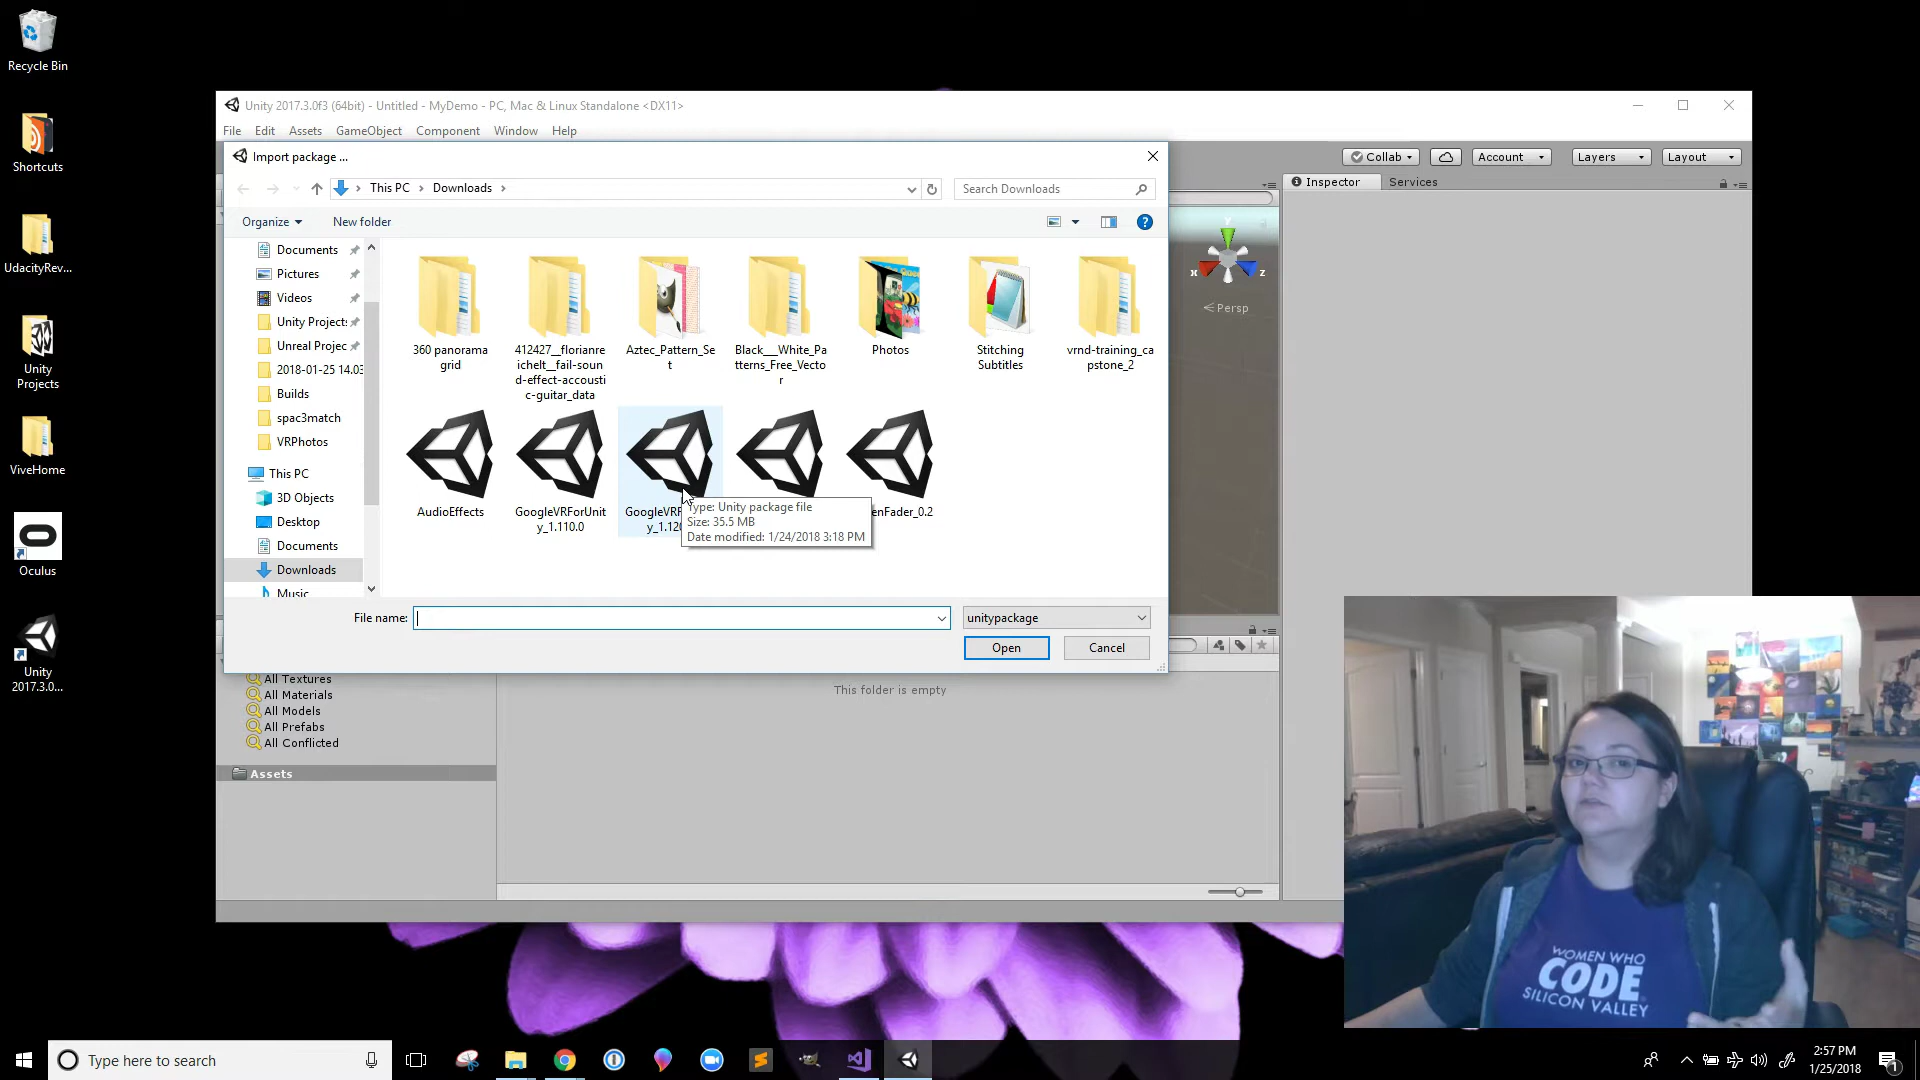 Recycle Bin
Shortcuts
UdacityRev...
Unity
Projects
ViveHome
Oculus
Unity
2017.3.0...
Unity 2017.3.0f3 (64bit) - Untitled - MyDemo - PC, Mac & Linux Standalone <DX11>
File Edit Assets GameObject Component Window Help
Collab Account Layers Layout
Inspector Services
Import package ...
This PC Downloads
Search Downloads
Organize New folder
Documents
Pictures
Videos
Unity Project
Unreal Projec
2018-01-25 14.03
Builds
spac3match
VRPhotos
This PC
3D Objects
Desktop
Documents
Downloads
Music
360 panorama
grid
412427__florianre
ichelt__fail-soun
d-effect-accousti
c-guitar_data
Aztec_Pattern_Se
t
Black___White_Pa
tterns_Free_Vecto
r
Photos
Stitching
Subtitles
vrnd-training_ca
pstone_2
AudioEffects
GoogleVRForUnit
y_1.110.0
GoogleVRF
y_1.120
enFader_0.2
Type: Unity package file
Size: 35.5 MB
Date modified: 1/24/2018 3:18 PM
File name:
unitypackage
Open Cancel
y
x z
Persp
All Textures
All Materials
All Models
All Prefabs
All Conflicted
Assets
This folder is empty
WOMEN WHO
CODE
SILICON VALLEY
Type here to search
2:57 PM
1/25/2018
1